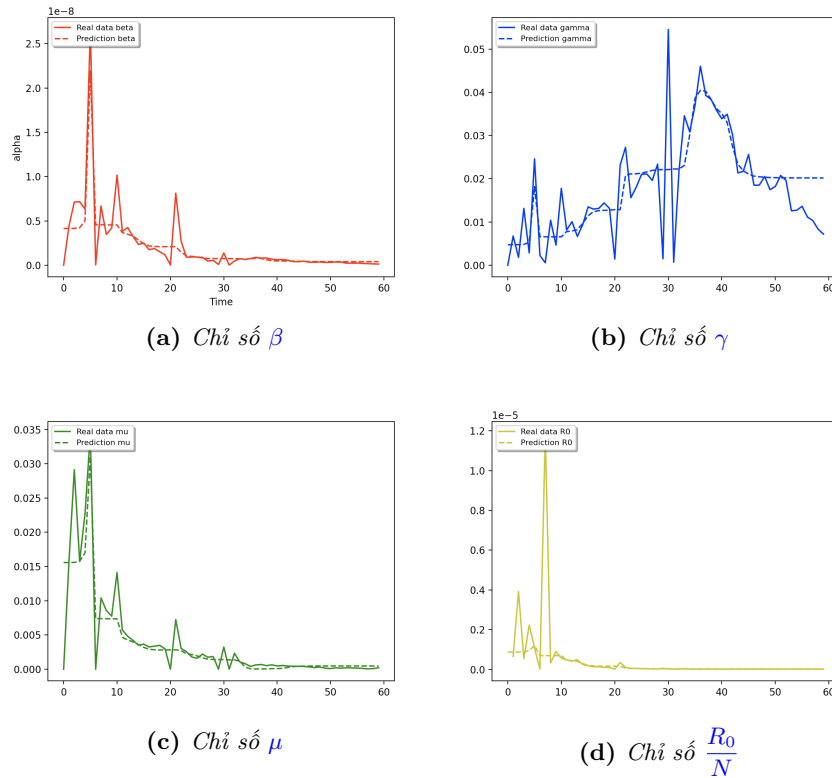 1e−8
Real data beta
Prediction beta
2.5
2.0
1.5
1.0
0.5
0.0
alpha
0 10 20 30 40 50 60
Time
(a) Chỉ số β
Real data gamma
Prediction gamma
0.05
0.04
0.03
0.02
0.01
0.00
0 10 20 30 40 50 60
(b) Chỉ số γ
Real data mu
Prediction mu
0.035
0.030
0.025
0.020
0.015
0.010
0.005
0.000
0 10 20 30 40 50 60
(c) Chỉ số μ
1e−5
Real data R0
Prediction R0
1.2
1.0
0.8
0.6
0.4
0.2
0.0
0 10 20 30 40 50 60
(d) Chỉ số R₀/N